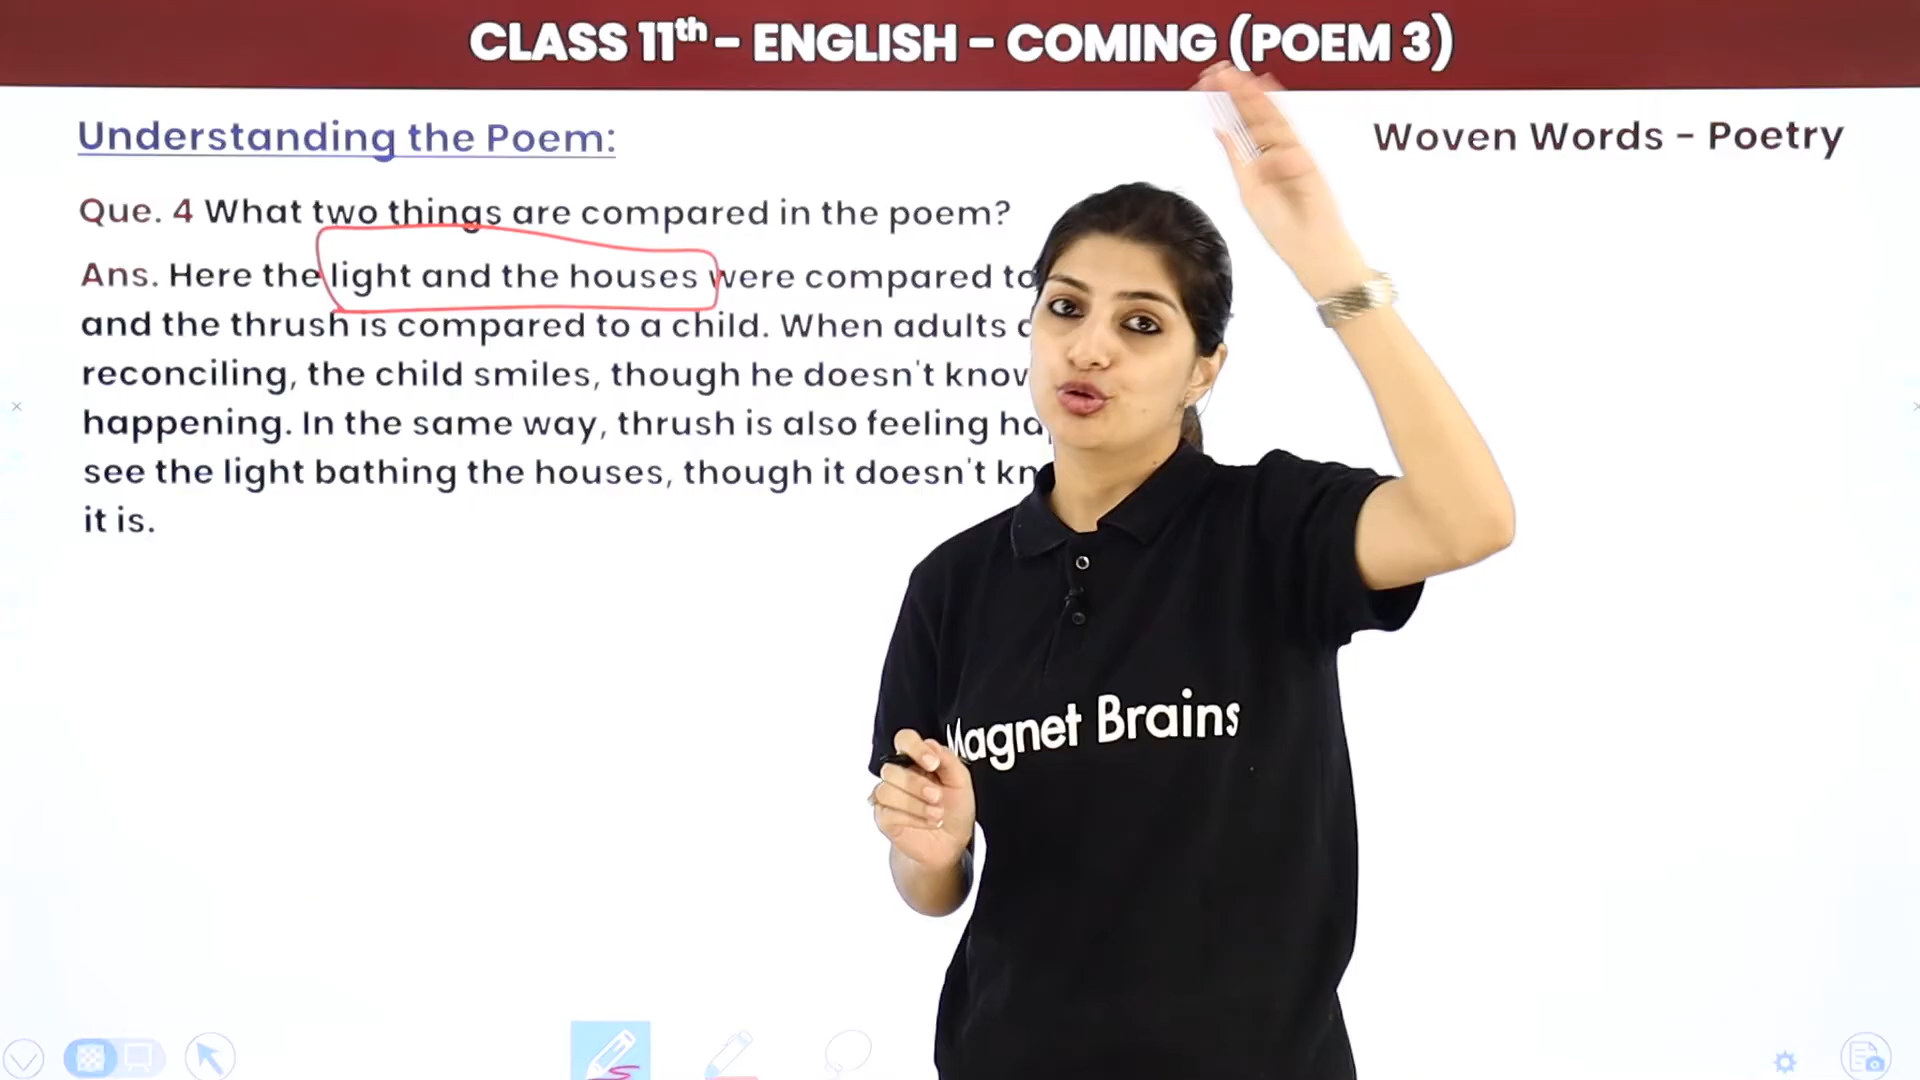 CLASS 11th - ENGLISH - COMING (POEM 3)
Understanding the Poem:
Woven Words - Poetry
Que. 4 What two things are compared in the poem?
Ans. Here the light and the houses were compared to
and the thrush is compared to a child. When adults
reconciling, the child smiles, though he doesn't
happening. In the same way, thrush is also feeling
see the light bathing the houses, though it doesn't
it is.
Magnet Brains